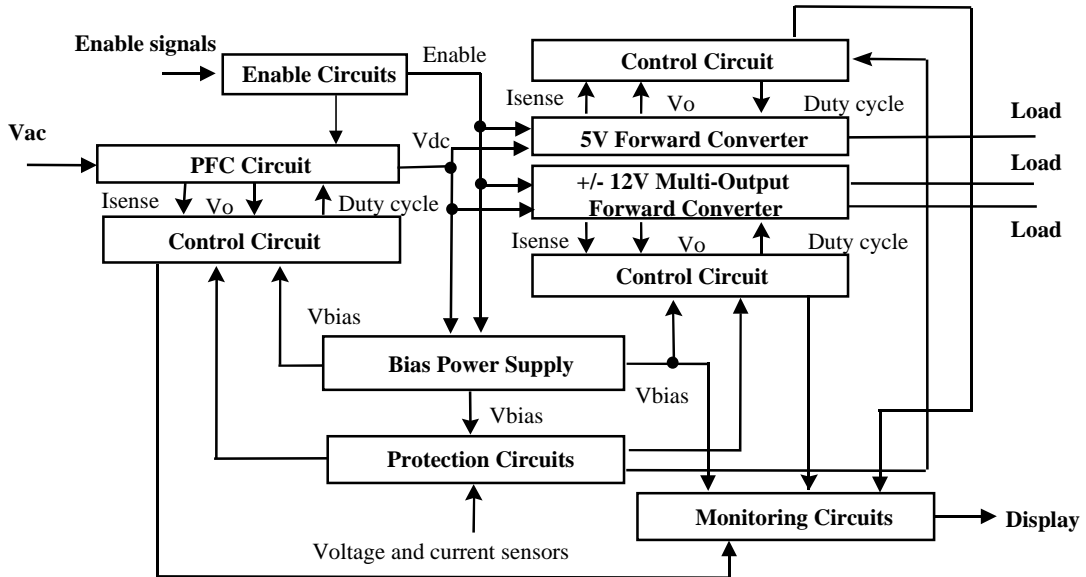 Enable signals
Enable
Enable Circuits
Control Circuit
Isense
Vo
Duty cycle
Load
Vac
Vdc
5V Forward Converter
PFC Circuit
Load
+/- 12V Multi-Output
Forward Converter
Isense
Vo
Duty cycle
Load
Control Circuit
Isense
Vo
Duty cycle
Control Circuit
Vbias
Bias Power Supply
Vbias
Vbias
Protection Circuits
Monitoring Circuits
Display
Voltage and current sensors